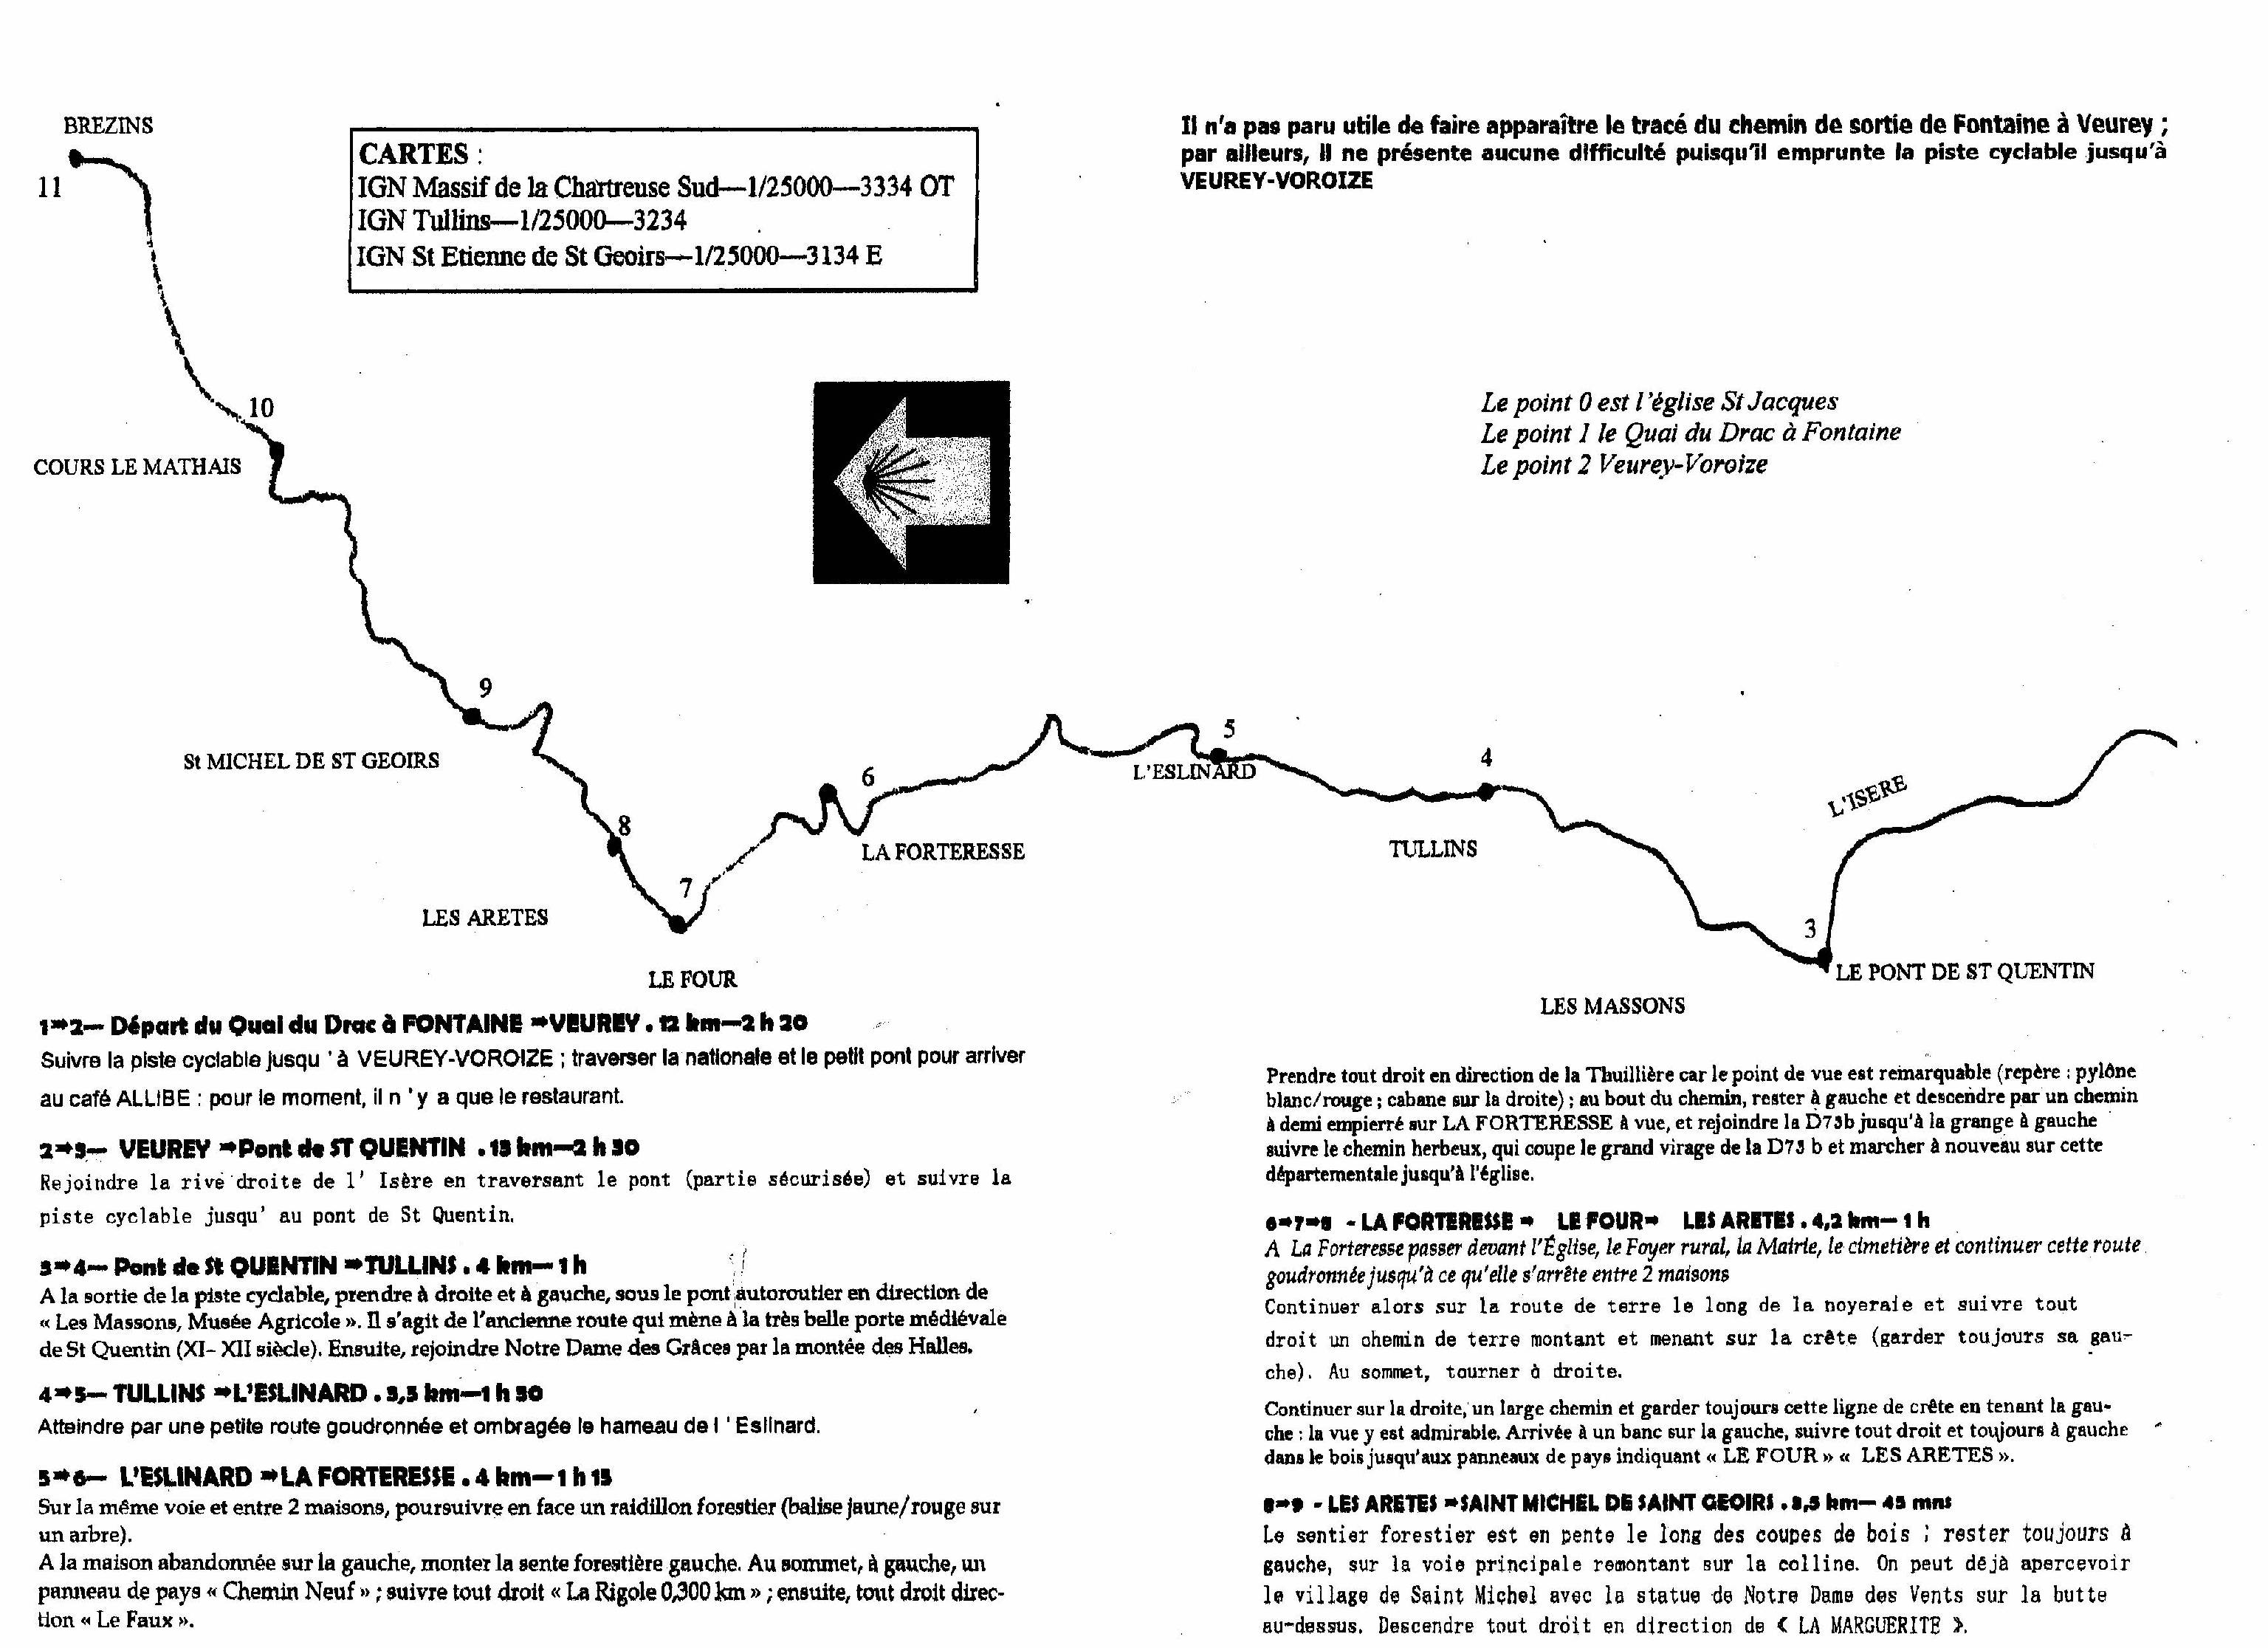 BREZINS
11
CARTES :
IGN Massif de la Chartreuse Sud—1/25000—3334 OT
IGN Tullins—1/25000—3234
IGN St Etienne de St Geoirs—1/25000—3134 E
Il n'a pas paru utile de faire apparaître le tracé du chemin de sortie de Fontaine à Veurey ;
par ailleurs, il ne présente aucune difficulté puisqu'il emprunte la piste cyclable jusqu'à
VEUREY-VOROIZE
Le point 0 est l'église St Jacques
Le point 1 le Quai du Drac à Fontaine
Le point 2 Veurey-Voroize
10
COURS LE MATHAIS
9
St MICHEL DE ST GEOIRS
8
LES ARETES
7
LE FOUR
6
LA FORTERESSE
5
L'ESLINARD
4
TULLINS
L'ISERE
3
LE PONT DE ST QUENTIN
LES MASSONS
1➡2— Départ du Quai du Drac à FONTAINE ➡VEUREY . 12 km—2 h 20
Suivre la piste cyclable jusqu ' à VEUREY-VOROIZE ; traverser la nationale et le petit pont pour arriver
au café ALLIBE : pour le moment, il n ' y a que le restaurant.
2➡3— VEUREY ➡Pont de ST QUENTIN . 13 km—2 h 30
Rejoindre la rive droite de l' Isère en traversant le pont (partie sécurisée) et suivre la
piste cyclable jusqu' au pont de St Quentin.
3➡4— Pont de St QUENTIN ➡TULLINS . 4 km—1 h
A la sortie de la piste cyclable, prendre à droite et à gauche, sous le pont autoroutier en direction de
« Les Massons, Musée Agricole ». Il s'agit de l'ancienne route qui mène à la très belle porte médiévale
de St Quentin (XI- XII siècle). Ensuite, rejoindre Notre Dame des Grâces par la montée des Halles.
4➡5— TULLINS ➡L'ESLINARD . 3,5 km—1 h 30
Atteindre par une petite route goudronnée et ombragée le hameau de l ' Eslinard.
5➡6— L'ESLINARD ➡LA FORTERESSE . 4 km—1 h 15
Sur la même voie et entre 2 maisons, poursuivre en face un raidillon forestier (balise jaune/rouge sur
un arbre).
A la maison abandonnée sur la gauche, monter la sente forestière gauche. Au sommet, à gauche, un
panneau de pays « Chemin Neuf » ; suivre tout droit « La Rigole 0,300 km » ; ensuite, tout droit direc-
tion « Le Faux ».
Prendre tout droit en direction de la Thuillière car le point de vue est remarquable (repère : pylône
blanc/rouge ; cabane sur la droite) ; au bout du chemin, rester à gauche et descendre par un chemin
à demi empierré sur LA FORTERESSE à vue, et rejoindre la D73b jusqu'à la grange à gauche
suivre le chemin herbeux, qui coupe le grand virage de la D73 b et marcher à nouveau sur cette
départementale jusqu'à l'église.
6➡7➡8 - LA FORTERESSE ➡ LE FOUR➡ LES ARETES . 4,2 km— 1 h
A La Forteresse passer devant l'Église, le Foyer rural, la Mairie, le cimetière et continuer cette route
goudronnée jusqu'à ce qu'elle s'arrête entre 2 maisons
Continuer alors sur la route de terre le long de la noyeraie et suivre tout
droit un chemin de terre montant et menant sur la crête (garder toujours sa gau-
che). Au sommet, tourner à droite.
Continuer sur la droite, un large chemin et garder toujours cette ligne de crête en tenant la gau-
che : la vue y est admirable. Arrivée à un banc sur la gauche, suivre tout droit et toujours à gauche
dans le bois jusqu'aux panneaux de pays indiquant « LE FOUR » « LES ARETES ».
8➡9 - LES ARETES ➡SAINT MICHEL DE SAINT GEOIRS . 3,5 km— 45 mns
Le sentier forestier est en pente le long des coupes de bois ; rester toujours à
gauche, sur la voie principale remontant sur la colline. On peut déjà apercevoir
le village de Saint Michel avec la statue de Notre Dame des Vents sur la butte
au-dessus. Descendre tout droit en direction de « LA MARGUERITE ».